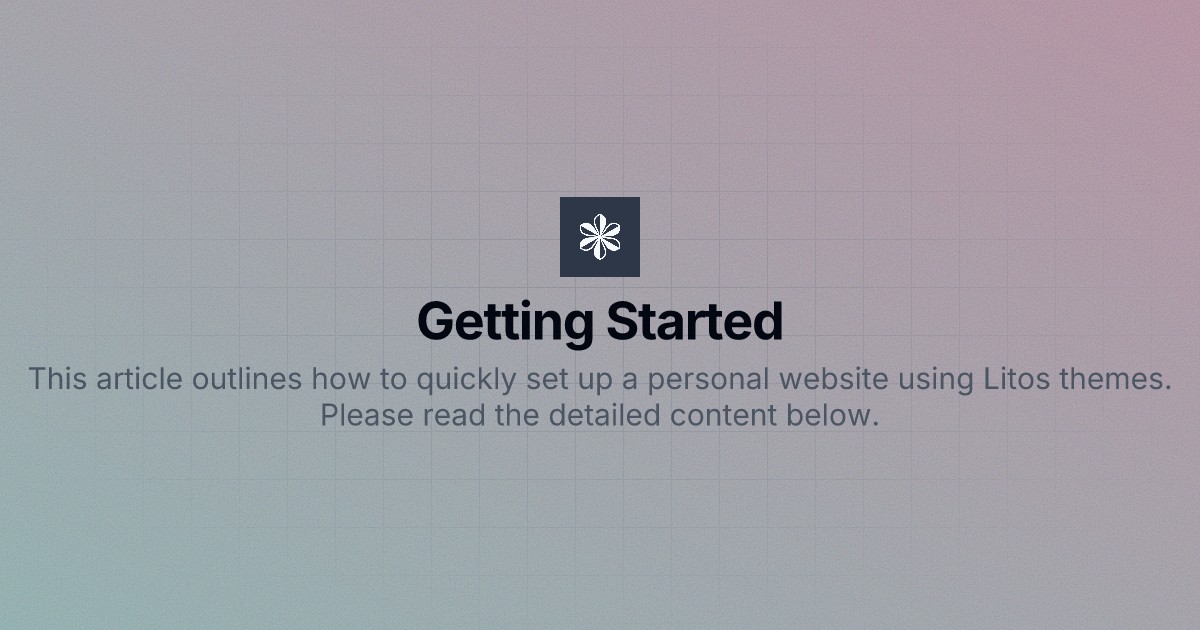 Getting Started
This article outlines how to quickly set up a personal website using Litos themes.
Please read the detailed content below.